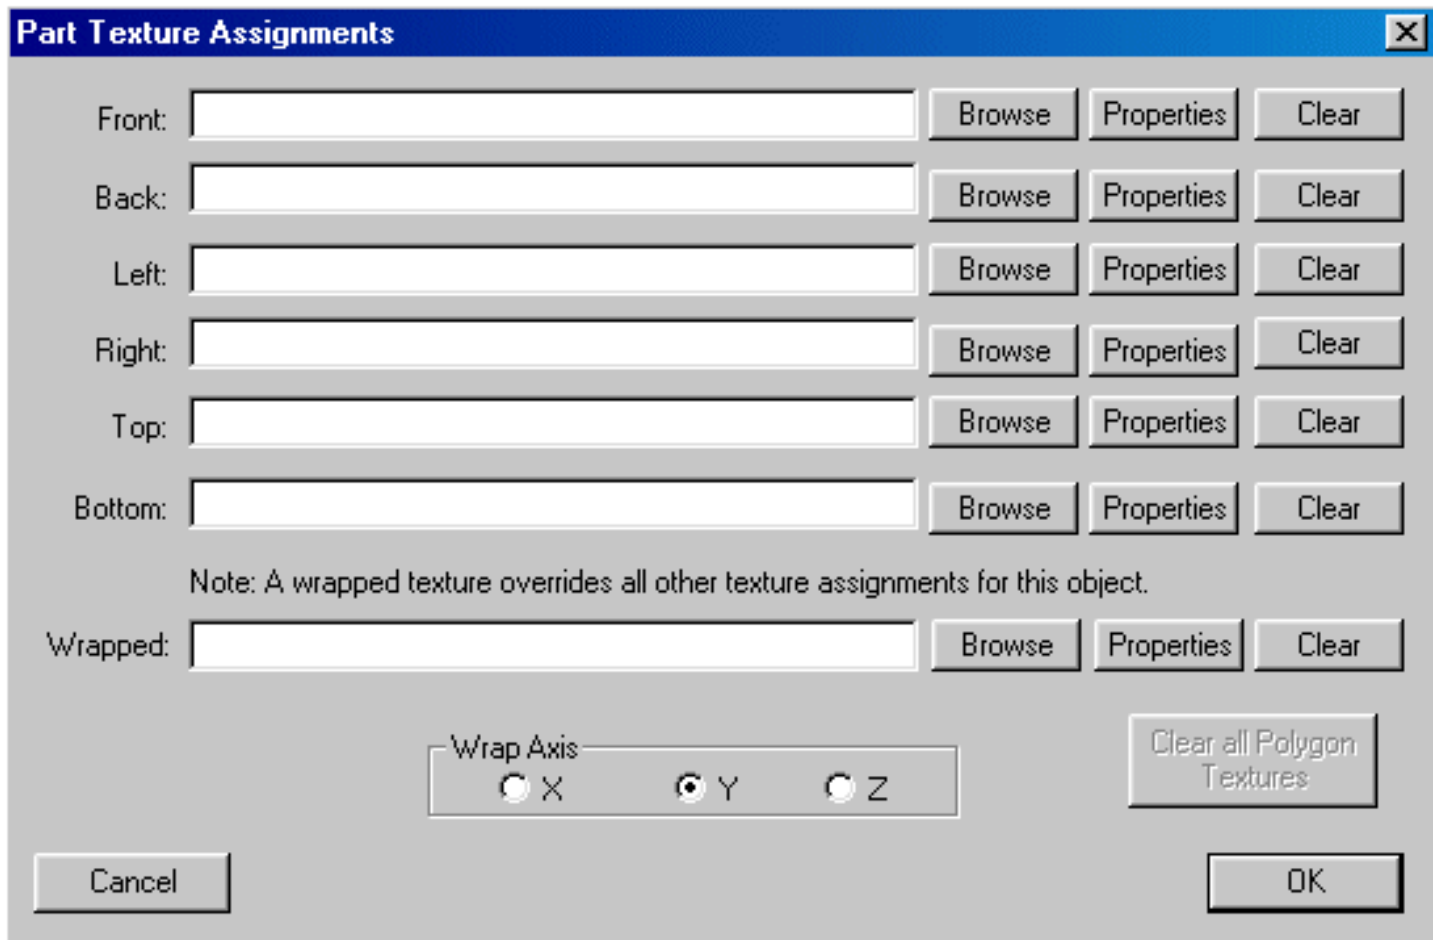 Part Texture Assignments
Front: Browse Properties Clear
Back: Browse Properties Clear
Left: Browse Properties Clear
Right: Browse Properties Clear
Top: Browse Properties Clear
Bottom: Browse Properties Clear
Note: A wrapped texture overrides all other texture assignments for this object.
Wrapped: Browse Properties Clear
Wrap Axis
X Y Z
Clear all Polygon
Textures
Cancel OK